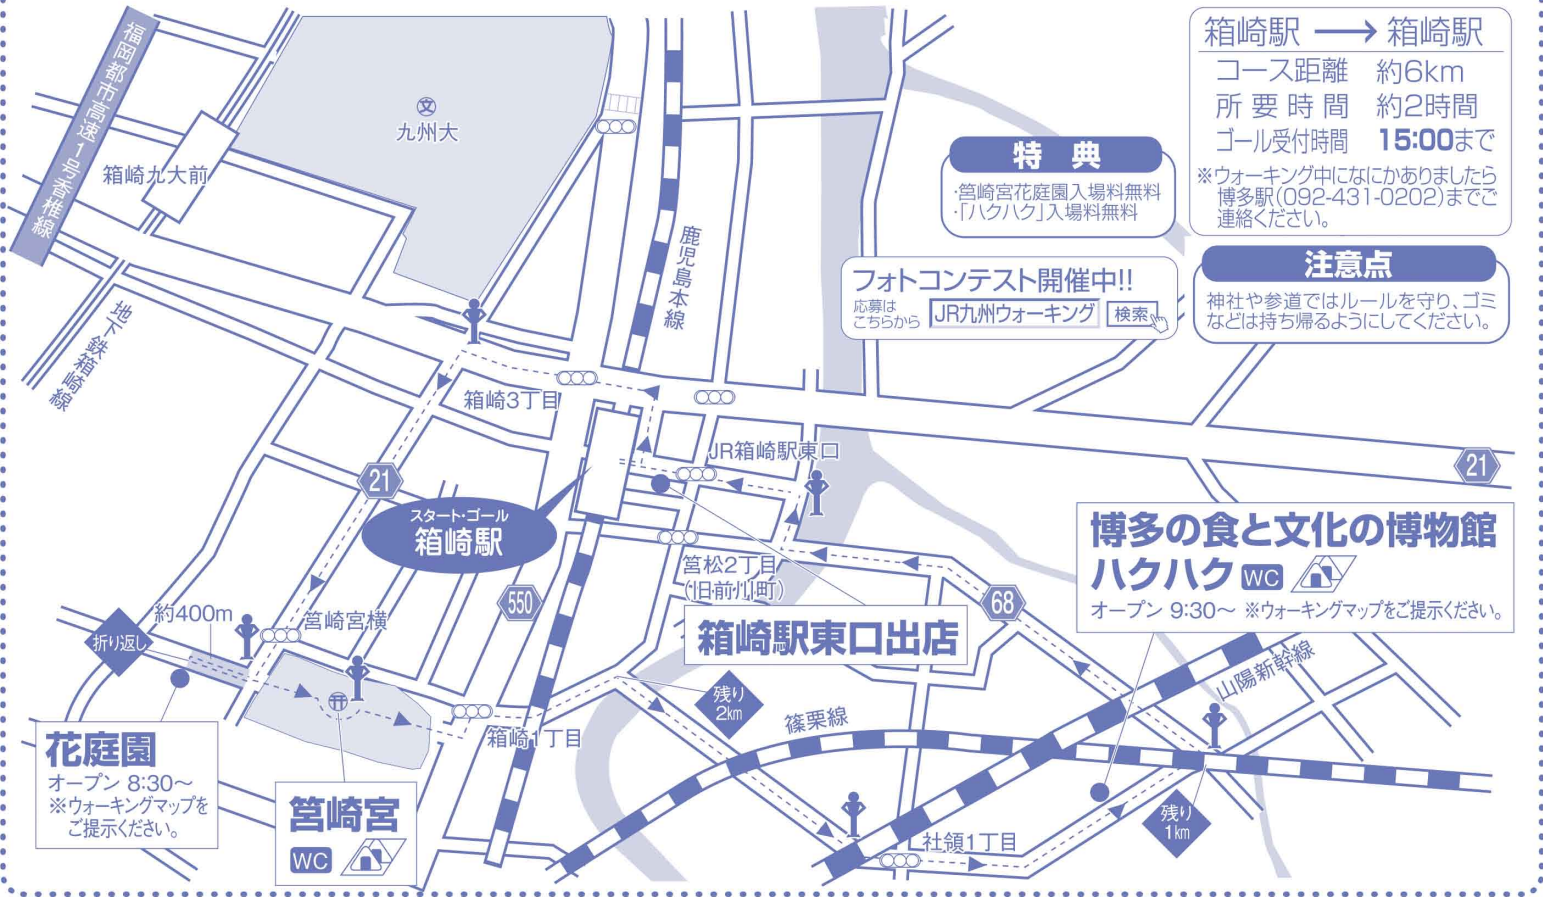 箱崎駅 → 箱崎駅
コース距離 約6km
所要時間 約2時間
ゴール受付時間 15:00まで
※ウォーキング中になにかありましたら
博多駅(092-431-0202)までご
連絡ください。
特典
・筥崎宮花庭園入場料無料
・「ハクハク」入場料無料
フォトコンテスト開催中!!
応募は
こちらから
JR九州ウォーキング
検索
注意点
神社や参道ではルールを守り、ゴミ
などは持ち帰るようにしてください。
福岡都市高速1号香椎線
箱崎九大前
文
九州大
鹿児島本線
地下鉄箱崎線
箱崎3丁目
JR箱崎駅東口
21
21
スタート・ゴール
箱崎駅
博多の食と文化の博物館
ハクハク WC
オープン 9:30〜 ※ウォーキングマップをご提示ください。
筥松2丁目
(旧前川町)
550
68
箱崎駅東口出店
約400m
折り返し
筥崎宮横
山陽新幹線
残り
2km
篠栗線
箱崎1丁目
花庭園
オープン 8:30〜
※ウォーキングマップを
ご提示ください。
筥崎宮
WC
残り
1km
社領1丁目